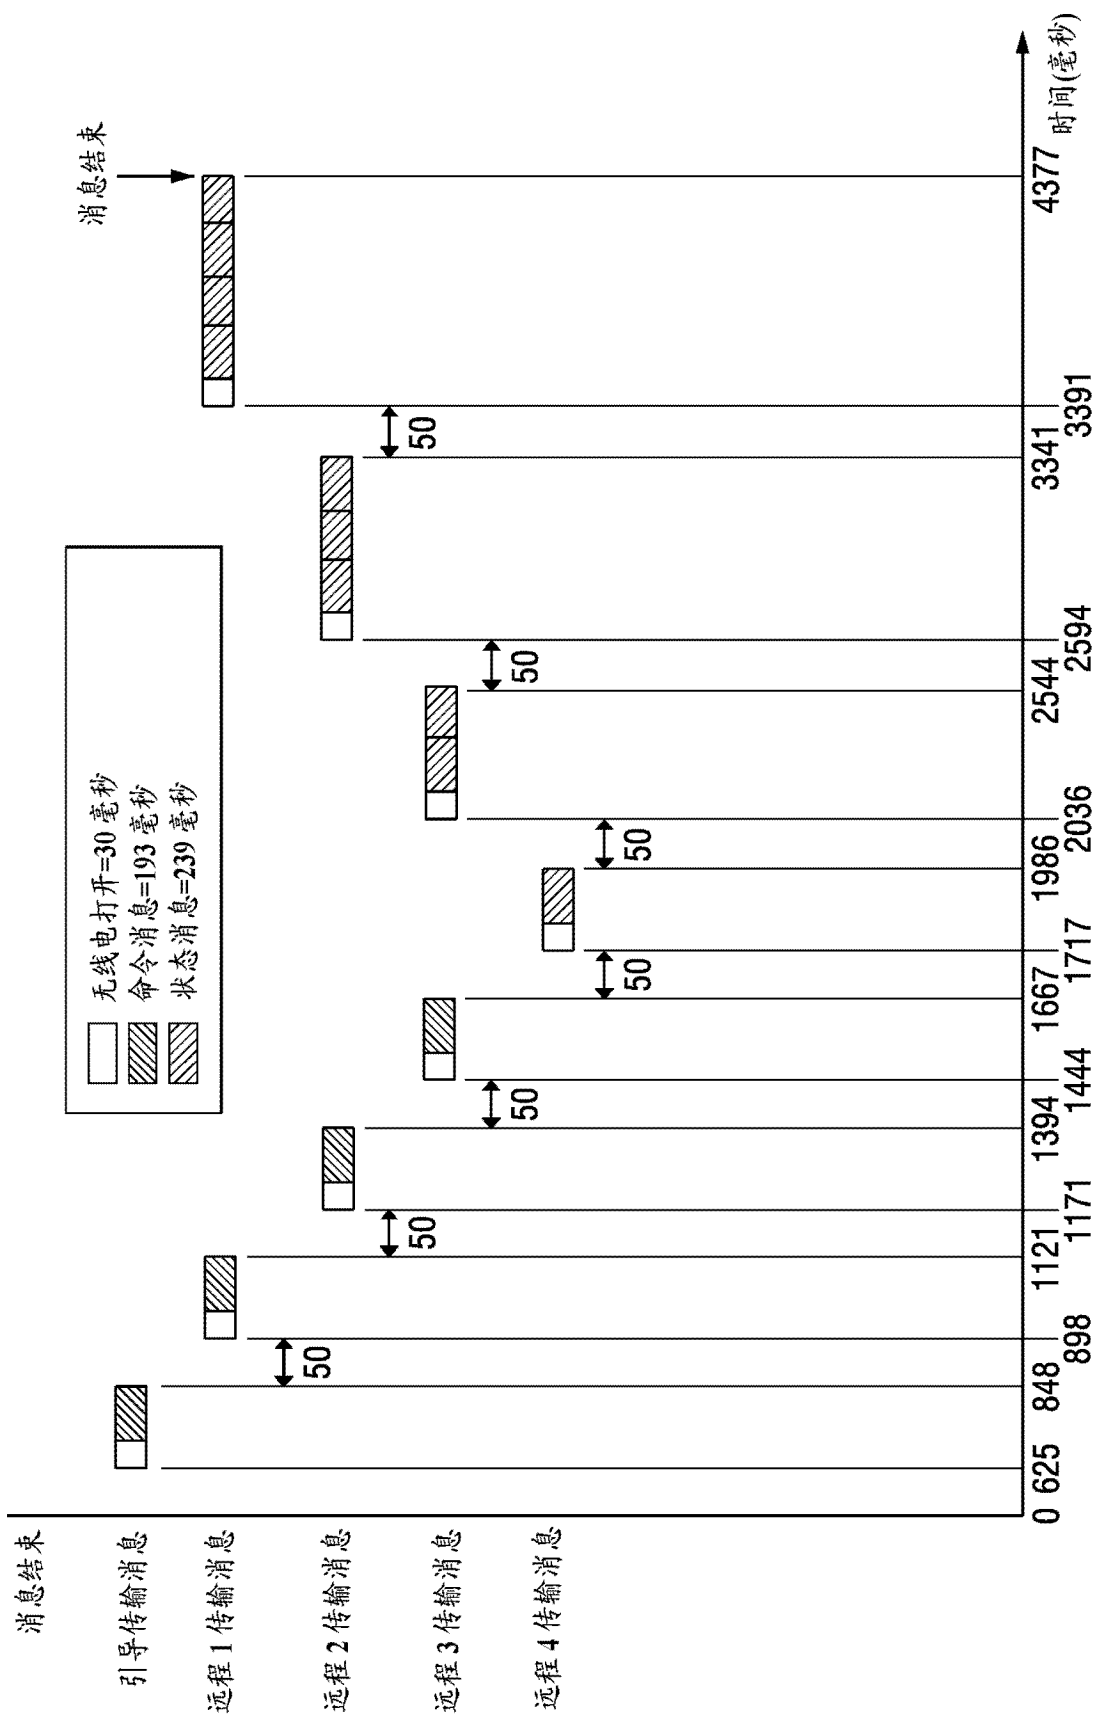 消息结束
引导传输消息
远程 1 传输消息
远程 2 传输消息
远程 3 传输消息
远程 4 传输消息
无线电打开=30 毫秒
命令消息=193 毫秒
状态消息=239 毫秒
消息结束
50
50
50
50
50
50
50
50
0 625 848 1121 1394 1667 1986 2544 3341 4377
898 1171 1444 1717 2036 2594 3391
时间(毫秒)